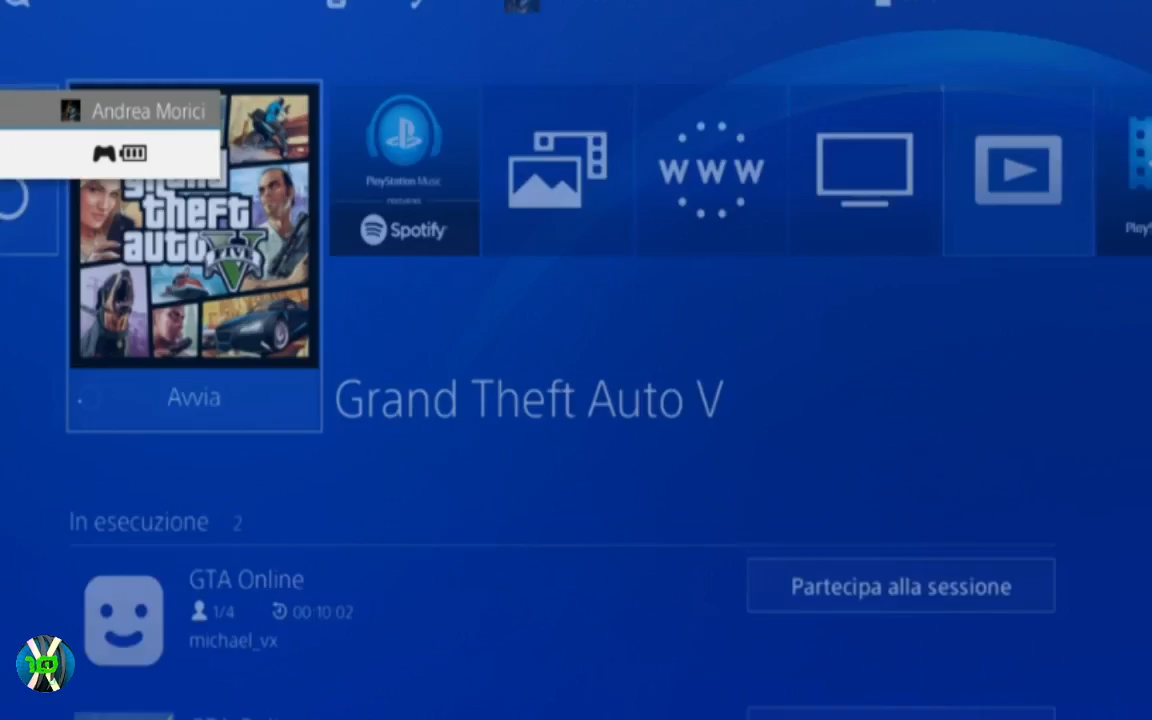 Andrea Morici
PlayStation Music
Spotify
WWW
grand
theft
auto
FIVE
Avvia
Grand Theft Auto V
In esecuzione 2
GTA Online
1/4 00:10:02
michael_vx
Partecipa alla sessione